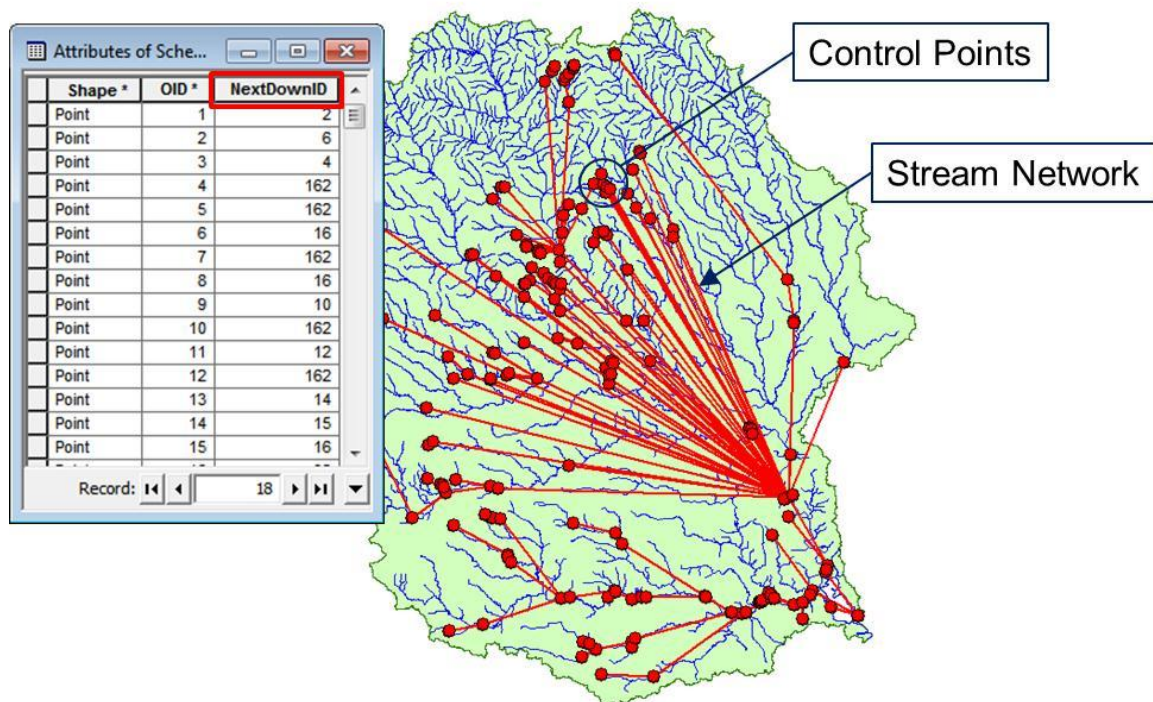 Attributes of Sche...
Shape * OID * NextDownID
Point 1 2
Point 2 6
Point 3 4
Point 4 162
Point 5 162
Point 6 16
Point 7 162
Point 8 16
Point 9 10
Point 10 162
Point 11 12
Point 12 162
Point 13 14
Point 14 15
Point 15 16
Record: 18
Control Points
Stream Network